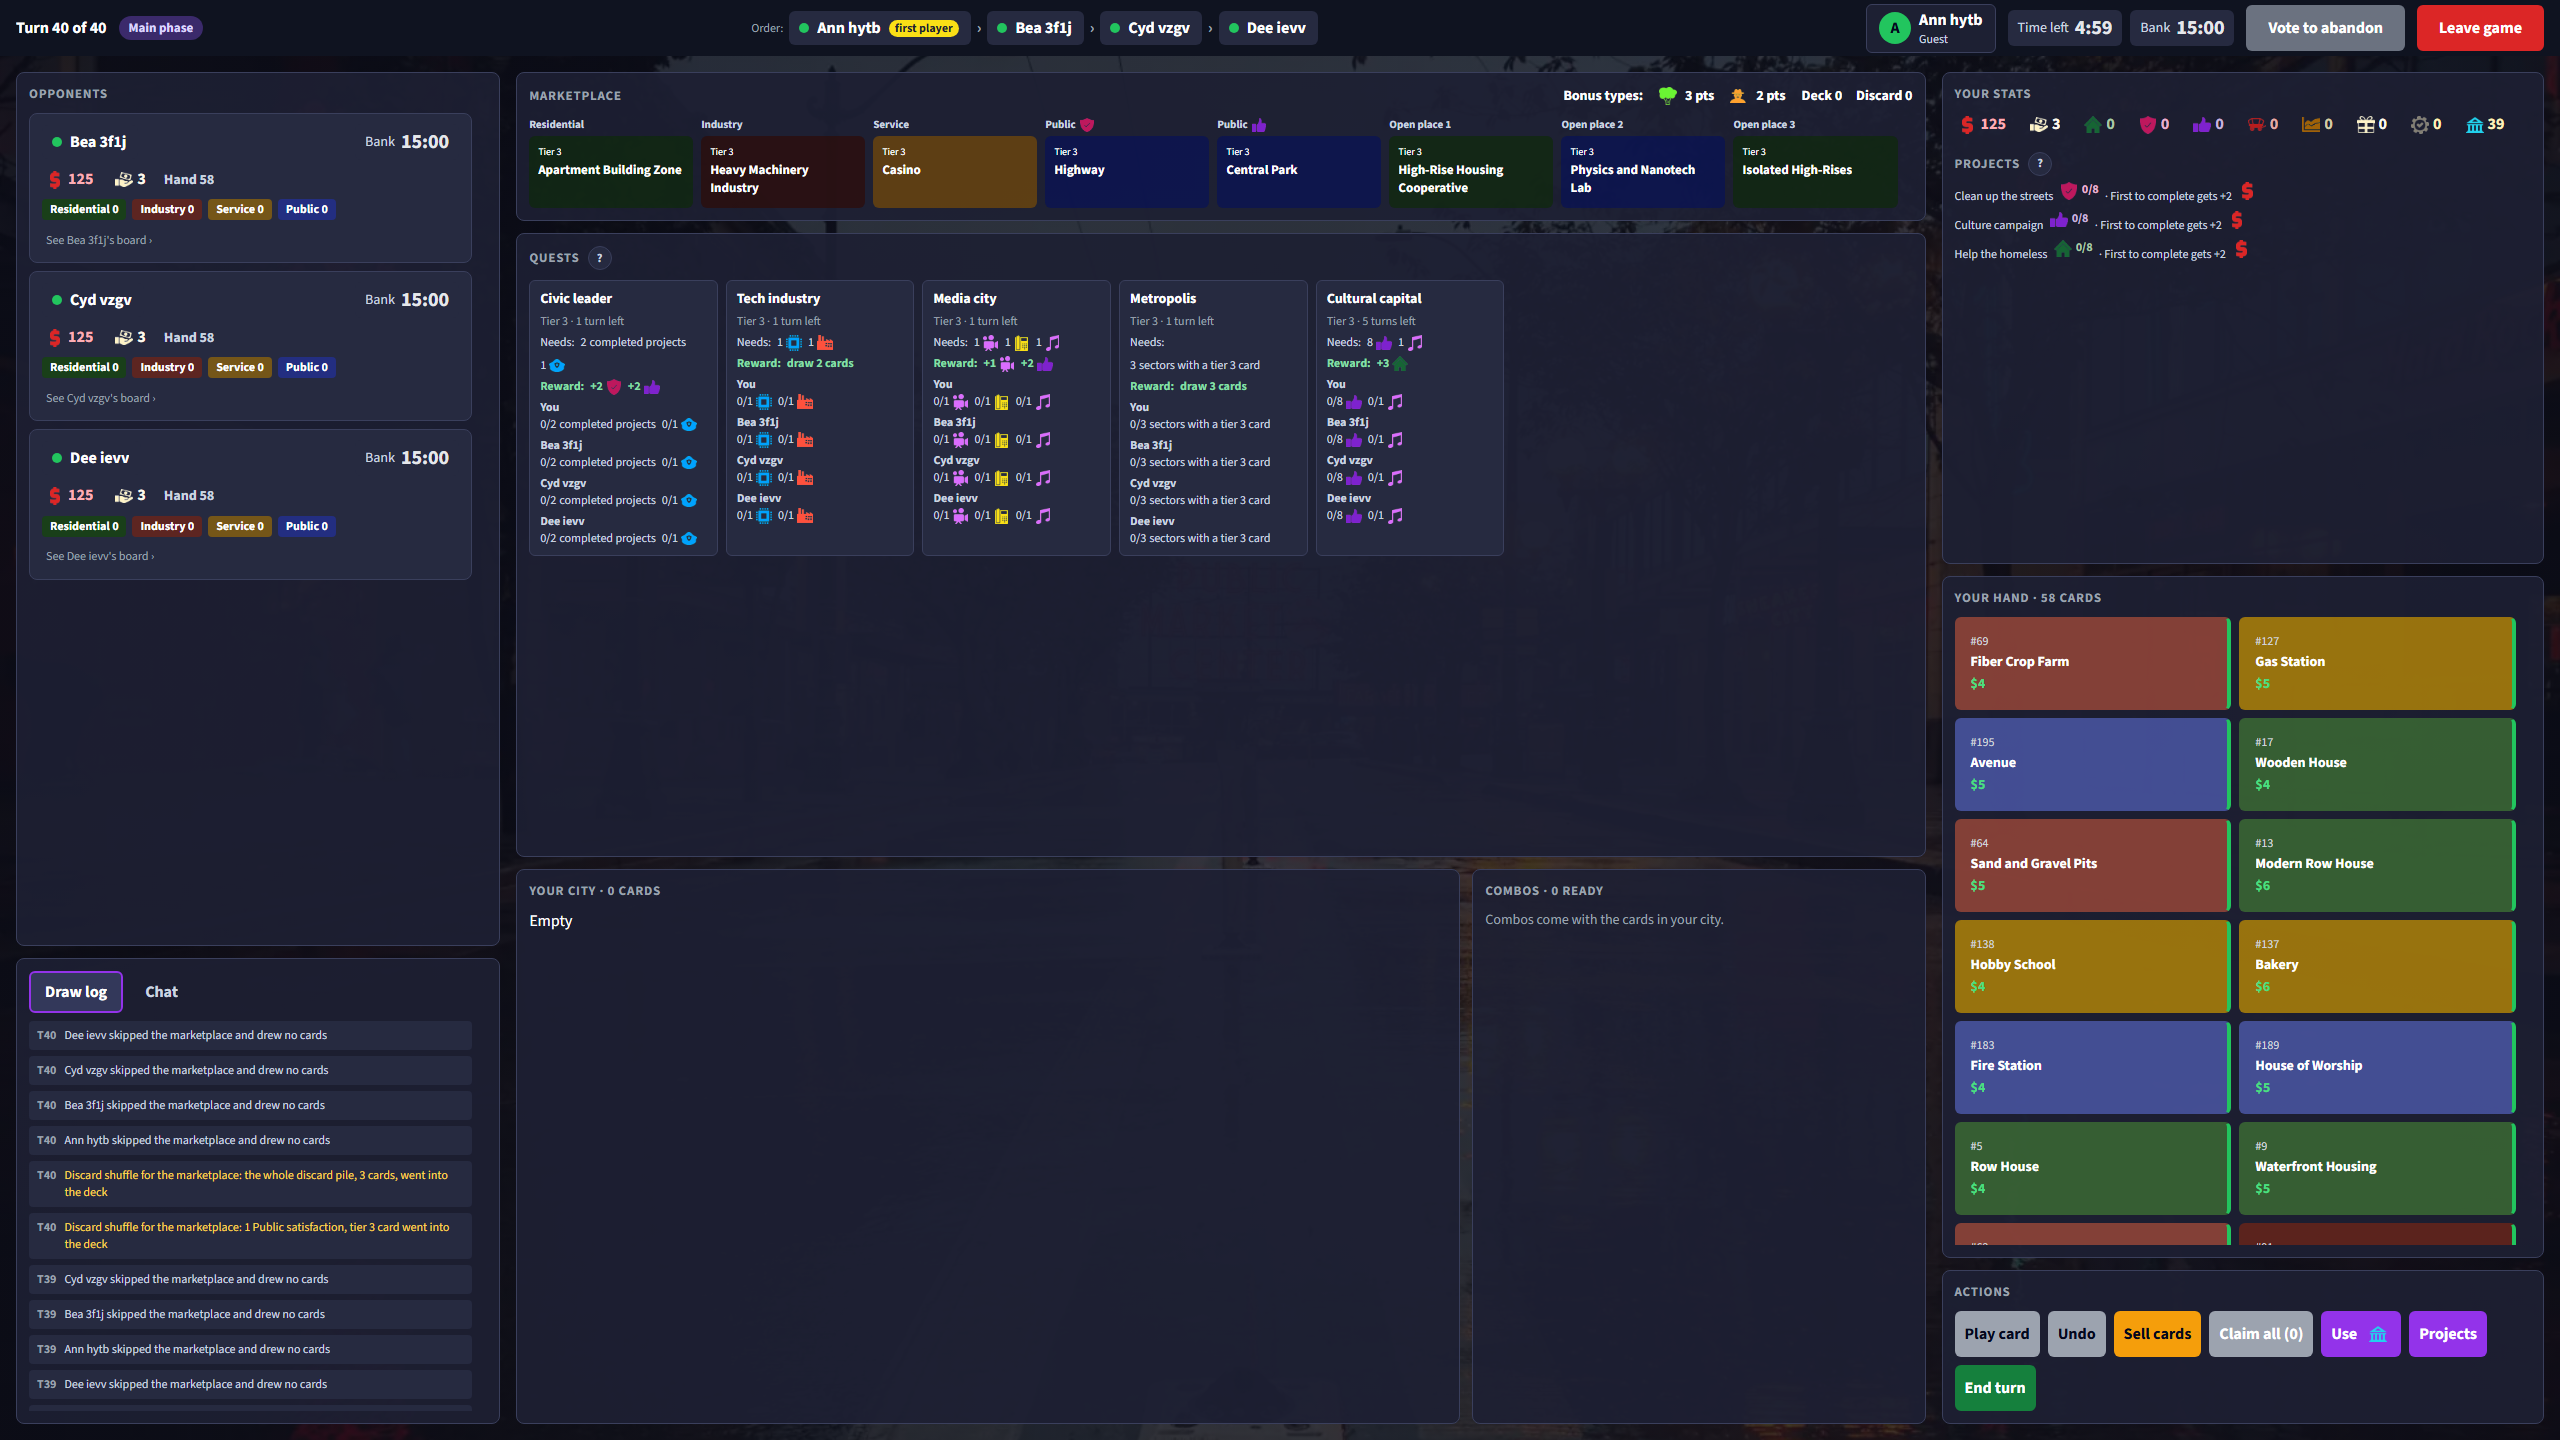 Turn 40 of 40 Main phase
Order: Ann hytb first player › Bea 3f1j › Cyd vzgv › Dee ievv
A Ann hytb
Guest
Time left 4:59
Bank 15:00
Vote to abandon
Leave game
OPPONENTS
Bea 3f1j Bank 15:00
$ 125 3 Hand 58
Residential 0 Industry 0 Service 0 Public 0
See Bea 3f1j's board ›
Cyd vzgv Bank 15:00
$ 125 3 Hand 58
Residential 0 Industry 0 Service 0 Public 0
See Cyd vzgv's board ›
Dee ievv Bank 15:00
$ 125 3 Hand 58
Residential 0 Industry 0 Service 0 Public 0
See Dee ievv's board ›
Draw log Chat
T40 Dee ievv skipped the marketplace and drew no cards
T40 Cyd vzgv skipped the marketplace and drew no cards
T40 Bea 3f1j skipped the marketplace and drew no cards
T40 Ann hytb skipped the marketplace and drew no cards
T40 Discard shuffle for the marketplace: the whole discard pile, 3 cards, went into
the deck
T40 Discard shuffle for the marketplace: 1 Public satisfaction, tier 3 card went into
the deck
T39 Cyd vzgv skipped the marketplace and drew no cards
T39 Bea 3f1j skipped the marketplace and drew no cards
T39 Ann hytb skipped the marketplace and drew no cards
T39 Dee ievv skipped the marketplace and drew no cards
MARKETPLACE
Bonus types: 3 pts 2 pts Deck 0 Discard 0
Residential
Tier 3
Apartment Building Zone
Industry
Tier 3
Heavy Machinery
Industry
Service
Tier 3
Casino
Public
Tier 3
Highway
Public
Tier 3
Central Park
Open place 1
Tier 3
High-Rise Housing
Cooperative
Open place 2
Tier 3
Physics and Nanotech
Lab
Open place 3
Tier 3
Isolated High-Rises
QUESTS ?
Civic leader
Tier 3 · 1 turn left
Needs: 2 completed projects
1
Reward: +2 +2
You
0/2 completed projects 0/1
Bea 3f1j
0/2 completed projects 0/1
Cyd vzgv
0/2 completed projects 0/1
Dee ievv
0/2 completed projects 0/1
Tech industry
Tier 3 · 1 turn left
Needs: 1 1
Reward: draw 2 cards
You
0/1 0/1
Bea 3f1j
0/1 0/1
Cyd vzgv
0/1 0/1
Dee ievv
0/1 0/1
Media city
Tier 3 · 1 turn left
Needs: 1 1 1
Reward: +1 +2
You
0/1 0/1 0/1
Bea 3f1j
0/1 0/1 0/1
Cyd vzgv
0/1 0/1 0/1
Dee ievv
0/1 0/1 0/1
Metropolis
Tier 3 · 1 turn left
Needs:
3 sectors with a tier 3 card
Reward: draw 3 cards
You
0/3 sectors with a tier 3 card
Bea 3f1j
0/3 sectors with a tier 3 card
Cyd vzgv
0/3 sectors with a tier 3 card
Dee ievv
0/3 sectors with a tier 3 card
Cultural capital
Tier 3 · 5 turns left
Needs: 8 1
Reward: +3
You
0/8 0/1
Bea 3f1j
0/8 0/1
Cyd vzgv
0/8 0/1
Dee ievv
0/8 0/1
YOUR CITY · 0 CARDS
Empty
COMBOS · 0 READY
Combos come with the cards in your city.
YOUR STATS
$ 125 3 0 0 0 0 0 0 0 39
PROJECTS ?
Clean up the streets 0/8 · First to complete gets +2 $
Culture campaign 0/8 · First to complete gets +2 $
Help the homeless 0/8 · First to complete gets +2 $
YOUR HAND · 58 CARDS
#69
Fiber Crop Farm
$4
#127
Gas Station
$5
#195
Avenue
$5
#17
Wooden House
$4
#64
Sand and Gravel Pits
$5
#13
Modern Row House
$6
#138
Hobby School
$4
#137
Bakery
$6
#183
Fire Station
$4
#189
House of Worship
$5
#5
Row House
$4
#9
Waterfront Housing
$5
ACTIONS
Play card Undo Sell cards Claim all (0) Use Projects
End turn